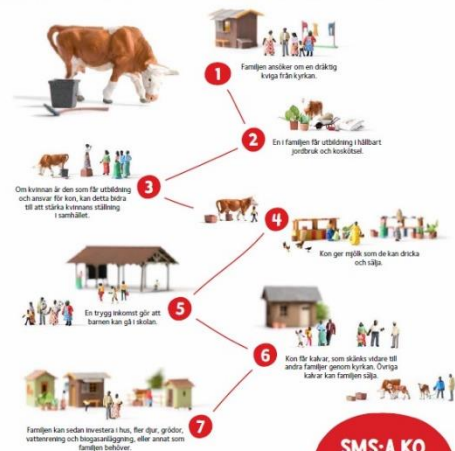 1
Familjen ansöker om en dräktig
kviga från kyrkan.
2
En i familjen får utbildning i hållbart
jordbruk och koskötsel.
3
Om kvinnan är den som får utbildning
och ansvar för kon, kan detta bidra
till att stärka kvinnans ställning
i samhället.
4
Kon ger mjölk som de kan dricka
och sälja.
5
En trygg inkomst gör att
barnen kan gå i skolan.
6
Kon får kalvar, som skänks vidare till
andra familjer genom kyrkan. Övriga
kalvar kan familjen sälja.
7
Familjen kan sedan investera i hus, fler djur, grödor,
vattenrening och biogasanläggning, eller annat som
familjen behöver.
SMS:A KO